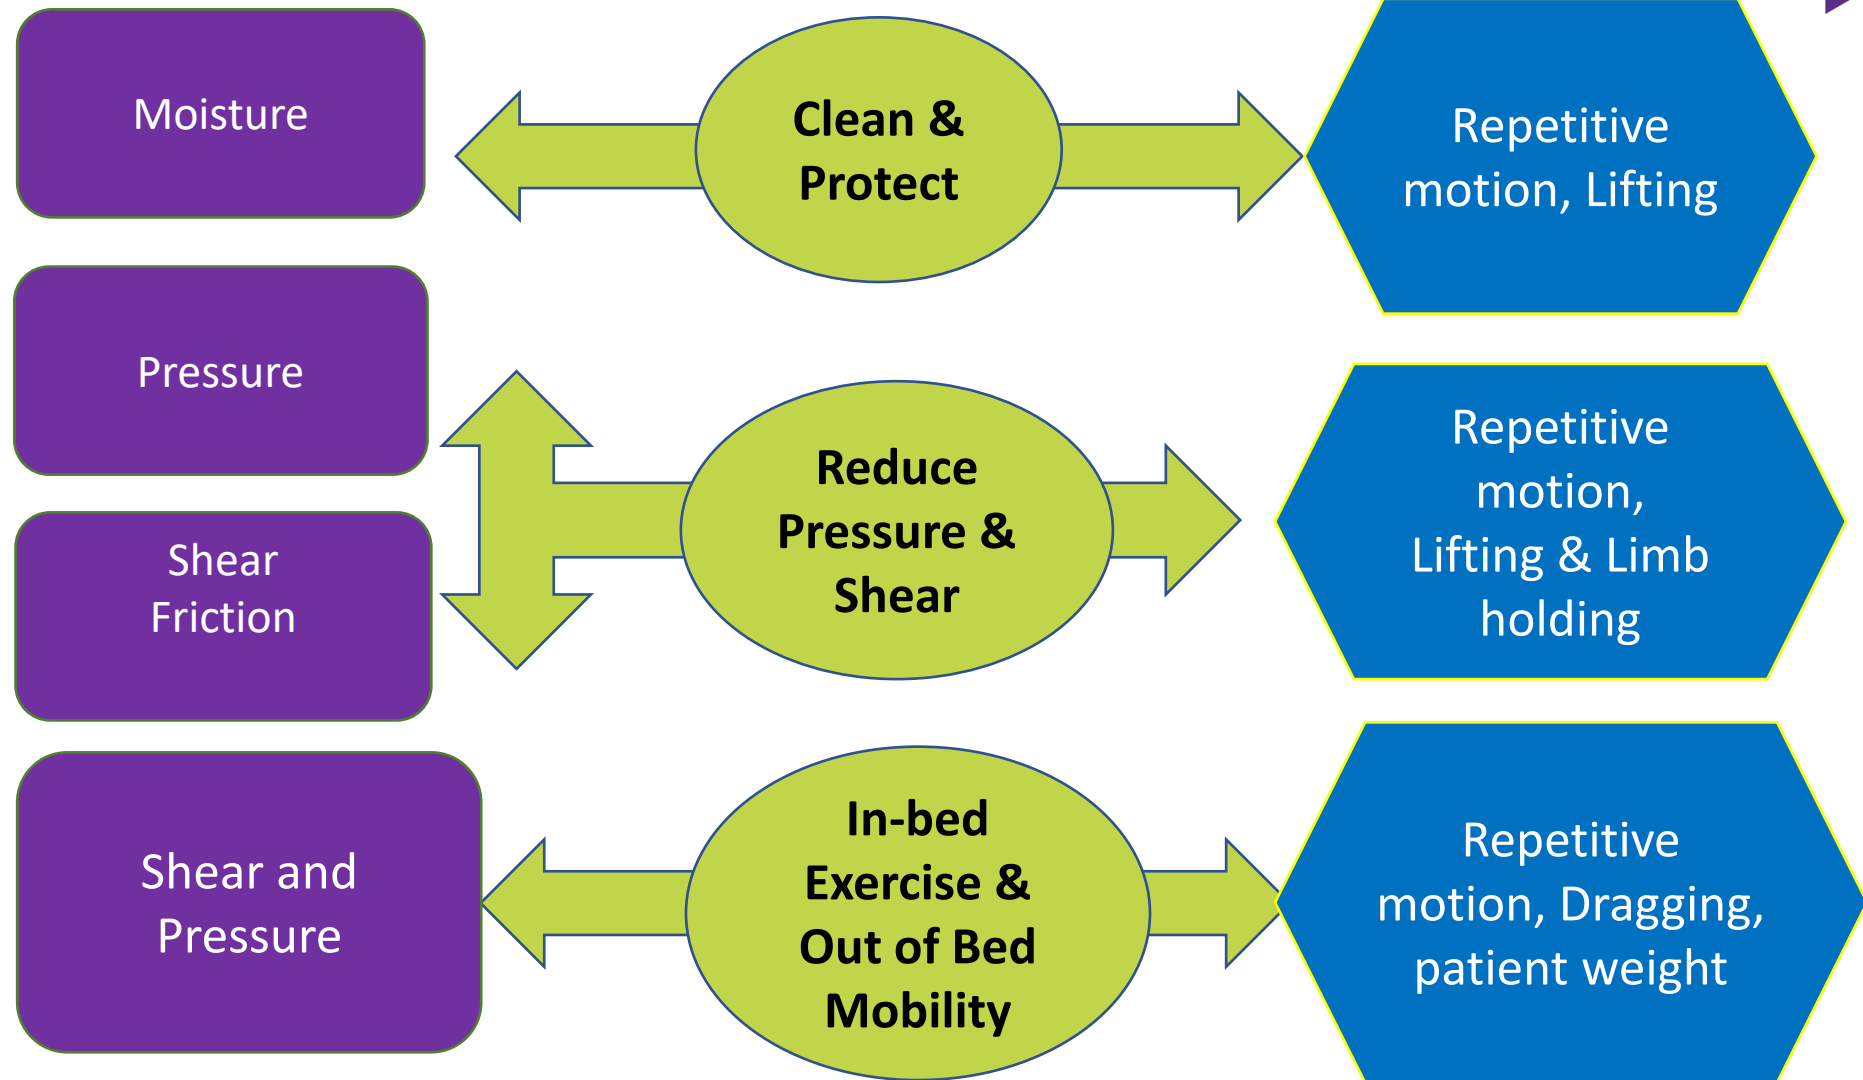 Moisture
Clean &
Protect
Repetitive
motion, Lifting
Pressure
Shear
Friction
Reduce
Pressure &
Shear
Repetitive
motion,
Lifting & Limb
holding
Shear and
Pressure
In-bed
Exercise &
Out of Bed
Mobility
Repetitive
motion, Dragging,
patient weight